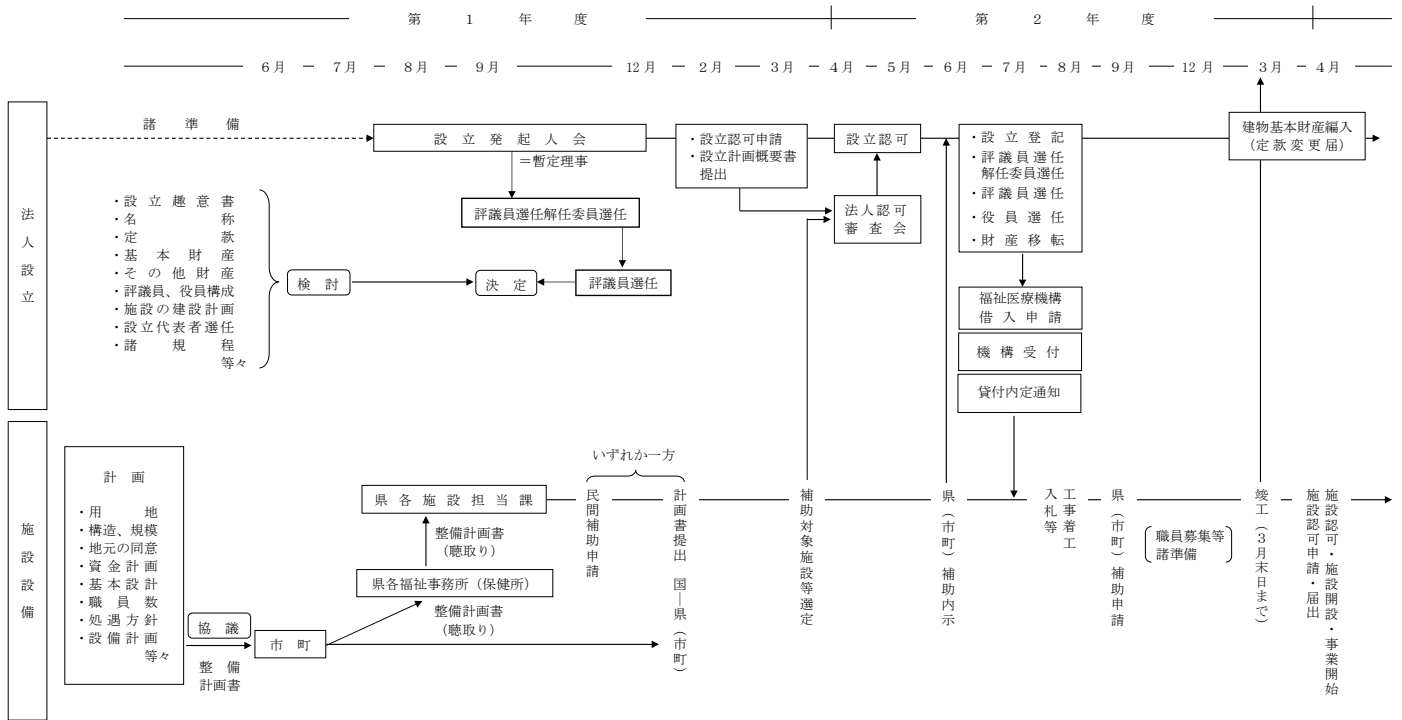 第 1 年 度
第 2 年 度
6月 7月 8月 9月 12月 2月 3月 4月 5月 6月 7月 8月 9月 12月 3月 4月
法人設立
諸準備
設立発起人会
＝暫定理事
評議員選任解任委員選任
評議員選任
決定
検討
・設立趣意書
・名称
・定款
・基本財産
・その他財産
・評議員、役員構成
・施設の建設計画
・設立代表者選任
・諸規程
等々
・設立認可申請
・設立計画概要書
提出
設立認可
法人認可
審査会
・設立登記
・評議員選任
解任委員選任
・評議員選任
・役員選任
・財産移転
福祉医療機構
借入申請
機構受付
貸付内定通知
建物基本財産編入
（定款変更届）
施設設備
計画
・用地
・構造、規模
・地元の同意
・資金計画
・基本設計
・職員数
・処遇方針
・設備計画
等々
協議
整備
計画書
市町
県各施設担当課
整備計画書
（聴取り）
県各福祉事務所（保健所）
整備計画書
（聴取り）
いずれか一方
民間補助申請
計画書提出 国―県（市町）
補助対象施設等選定
県（市町）補助内示
工事着工
入札等
県（市町）補助申請
職員募集等
諸準備
竣工（３月末日まで）
施設認可・施設開設・事業開始
施設認可申請・届出